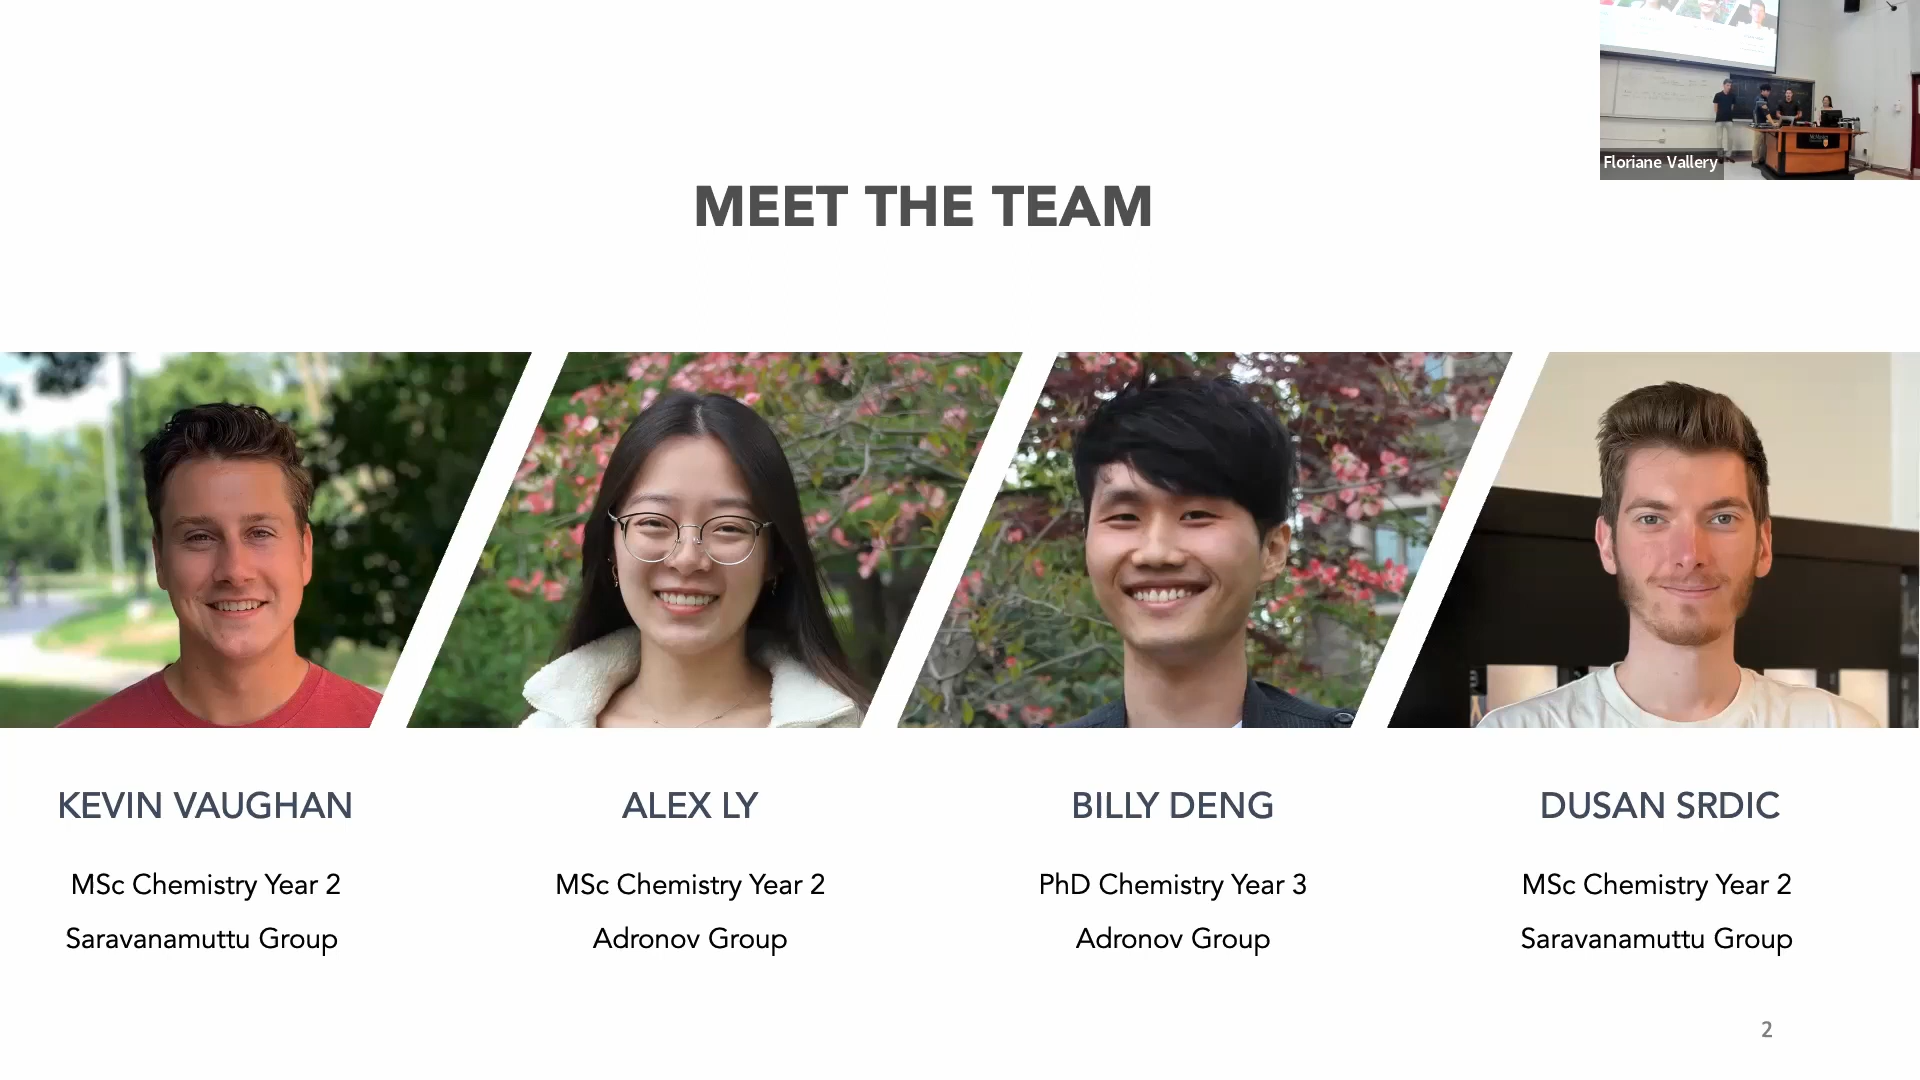 Floriane Vallery
MEET THE TEAM
KEVIN VAUGHAN
MSc Chemistry Year 2
Saravanamuttu Group
ALEX LY
MSc Chemistry Year 2
Adronov Group
BILLY DENG
PhD Chemistry Year 3
Adronov Group
DUSAN SRDIC
MSc Chemistry Year 2
Saravanamuttu Group
2